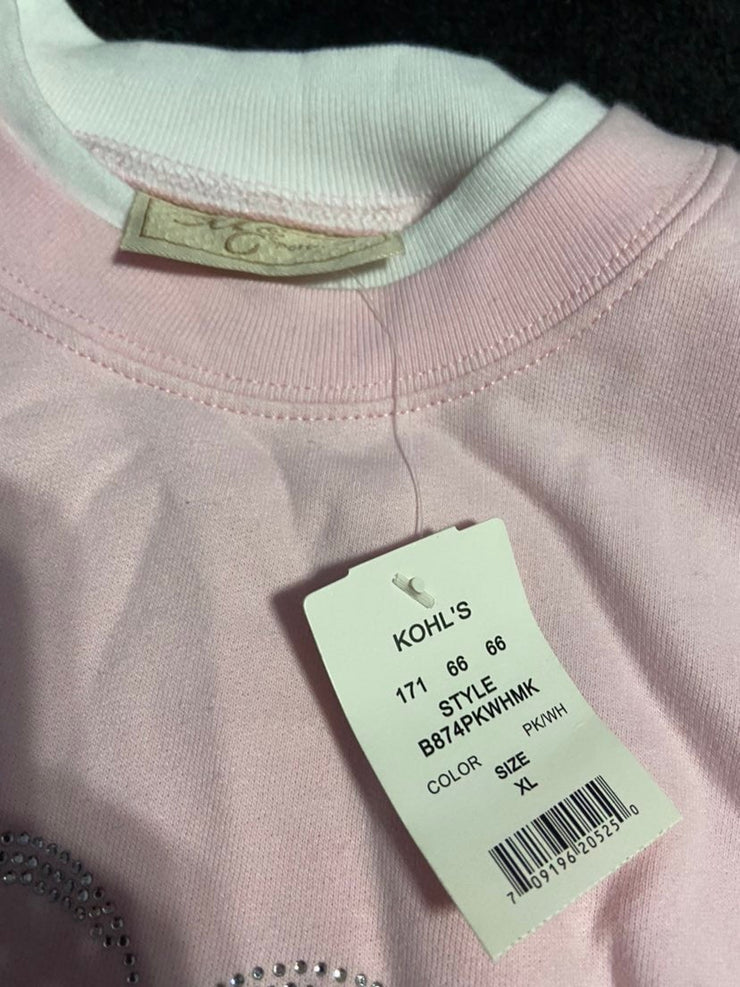 KOHL'S
171 66 66
STYLE
B874PKWHMK
COLOR PK/WH
SIZE
XL
7 09196 20525 0